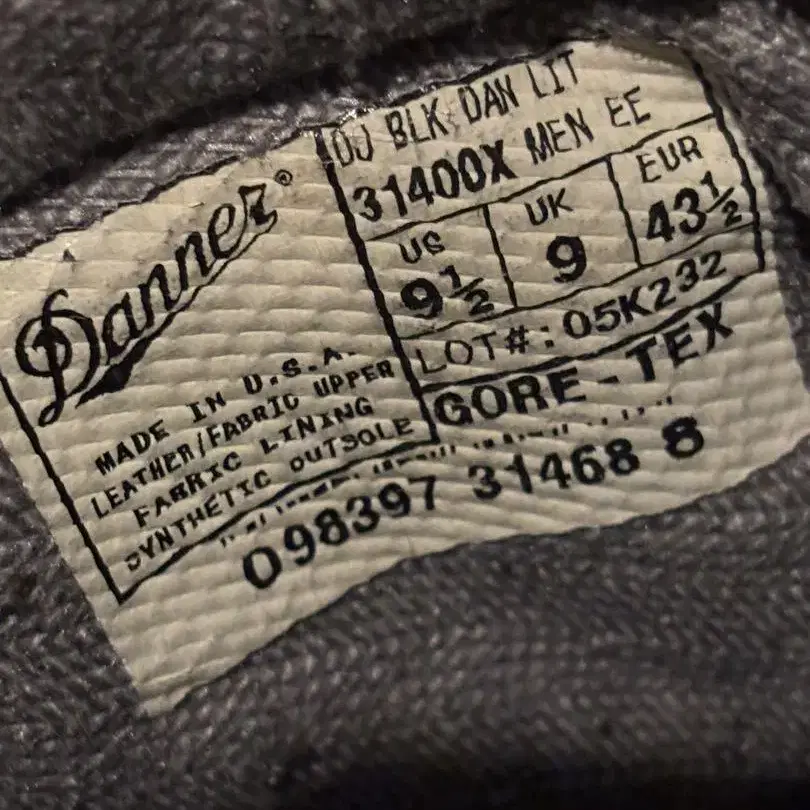 Danner®
MADE IN U.S.A.
LEATHER/FABRIC UPPER
FABRIC LINING
SYNTHETIC OUTSOLE
DJ BLK DAN LIT
31400X MEN EE
US UK EUR
9½ 9 43½
LOT#: 05K232
GORE-TEX
098397 31468 8